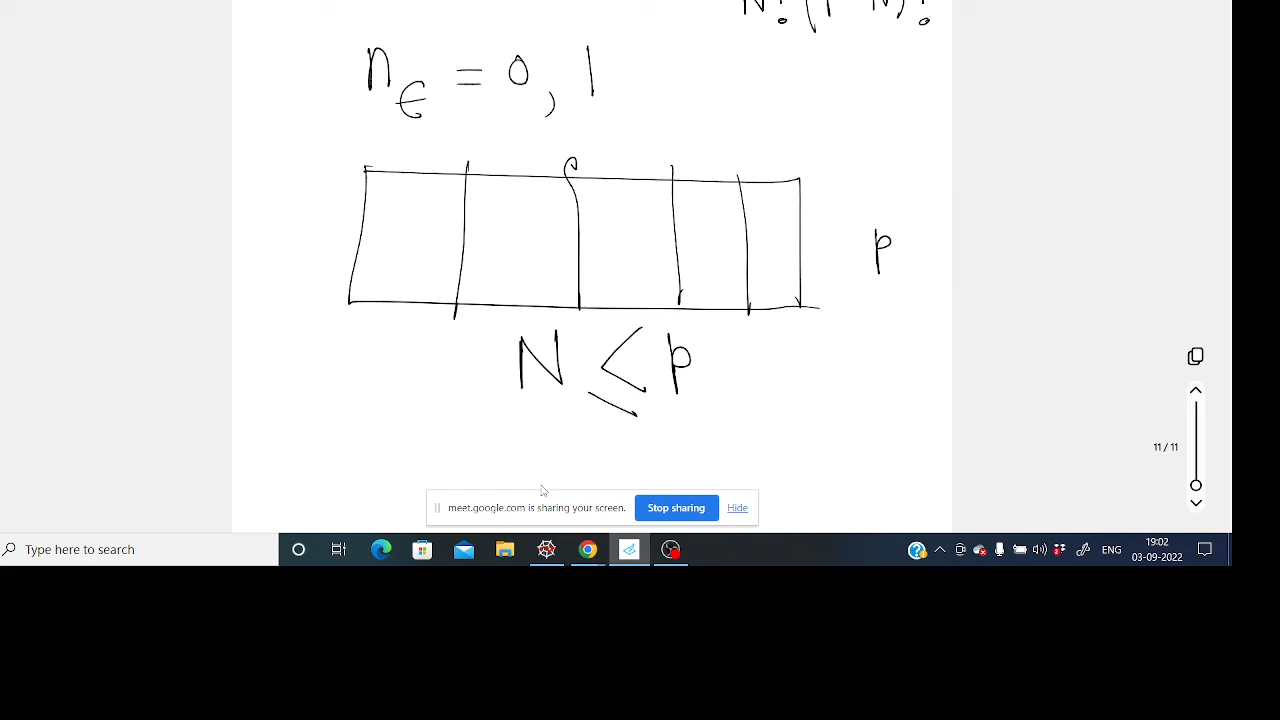 n_ϵ = 0, 1
p
N ≤ p
11 / 11
meet.google.com is sharing your screen. Stop sharing Hide
Type here to search
ENG
19:02
03-09-2022